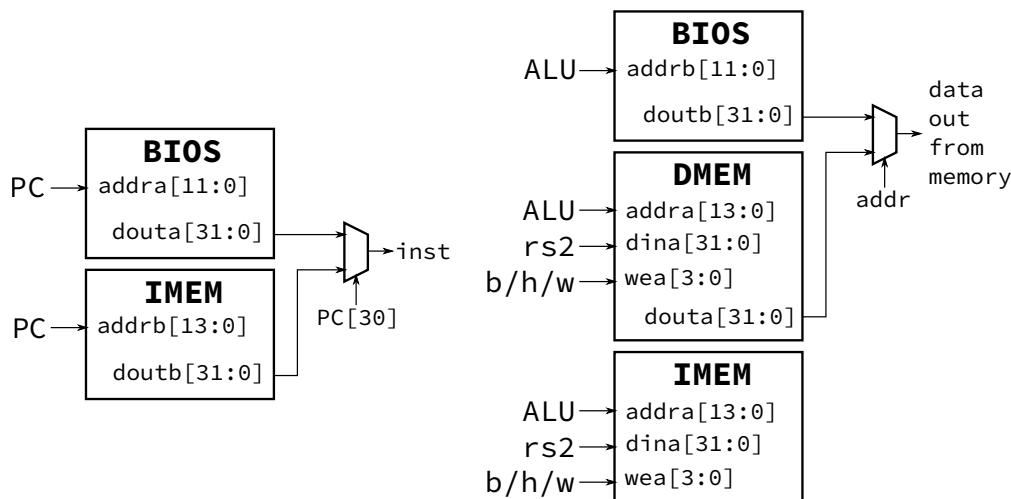 BIOS
PC
addra[11:0]
douta[31:0]
IMEM
PC
addrb[13:0]
doutb[31:0]
inst
PC[30]
BIOS
ALU
addrb[11:0]
doutb[31:0]
DMEM
ALU
addra[13:0]
rs2
dina[31:0]
b/h/w
wea[3:0]
douta[31:0]
data
out
from
memory
addr
IMEM
ALU
addra[13:0]
rs2
dina[31:0]
b/h/w
wea[3:0]